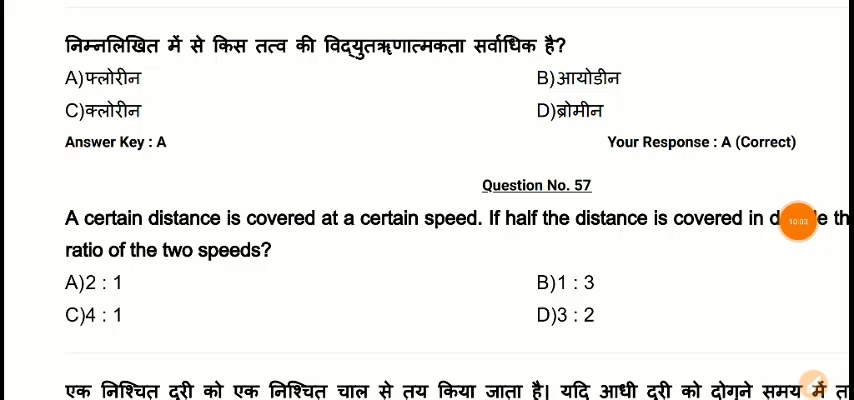 निम्नलिखित में से किस तत्व की विद्युतऋणात्मकता सर्वाधिक है?
A)फ्लोरीन B)आयोडीन
C)क्लोरीन D)ब्रोमीन
Answer Key : A Your Response : A (Correct)
Question No. 57
A certain distance is covered at a certain speed. If half the distance is covered in 10:03
ratio of the two speeds?
A)2 : 1 B)1 : 3
C)4 : 1 D)3 : 2
एक निश्चित दूरी को एक निश्चित चाल से तय किया जाता है| यदि आधी दूरी को दोगुने समय में